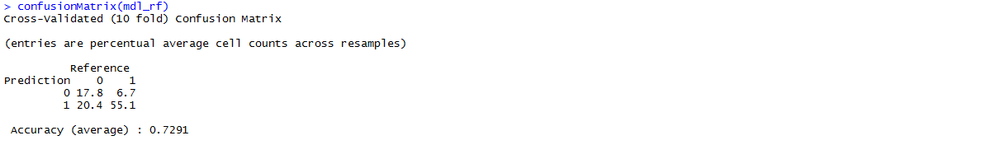 > confusionMatrix(mdl_rf)
Cross-Validated (10 fold) Confusion Matrix
(entries are percentual average cell counts across resamples)
Reference
Prediction 0 1
0 17.8 6.7
1 20.4 55.1
Accuracy (average) : 0.7291